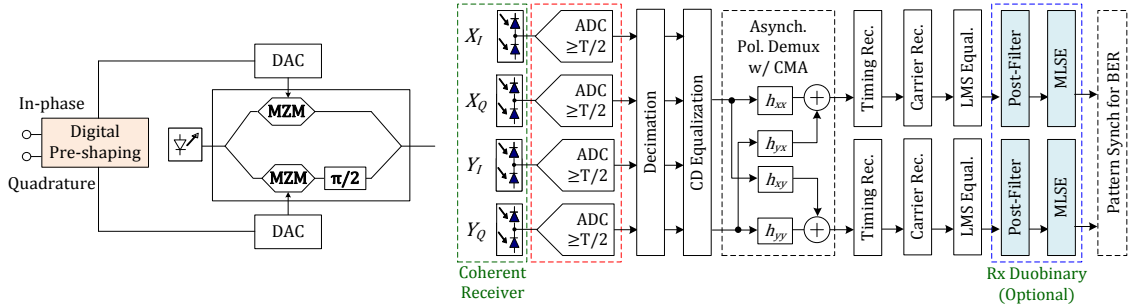 In-phase
Quadrature
Digital
Pre-shaping
DAC
MZM
MZM
π/2
DAC
X_I
X_Q
Y_I
Y_Q
Coherent
Receiver
ADC
≥T/2
ADC
≥T/2
ADC
≥T/2
ADC
≥T/2
Decimation
CD Equalization
Asynch.
Pol. Demux
w/ CMA
h_xx
h_yx
h_xy
h_yy
Timing Rec.
Carrier Rec.
LMS Equal.
Post-Filter
MLSE
Timing Rec.
Carrier Rec.
LMS Equal.
Post-Filter
MLSE
Rx Duobinary
(Optional)
Pattern Synch for BER